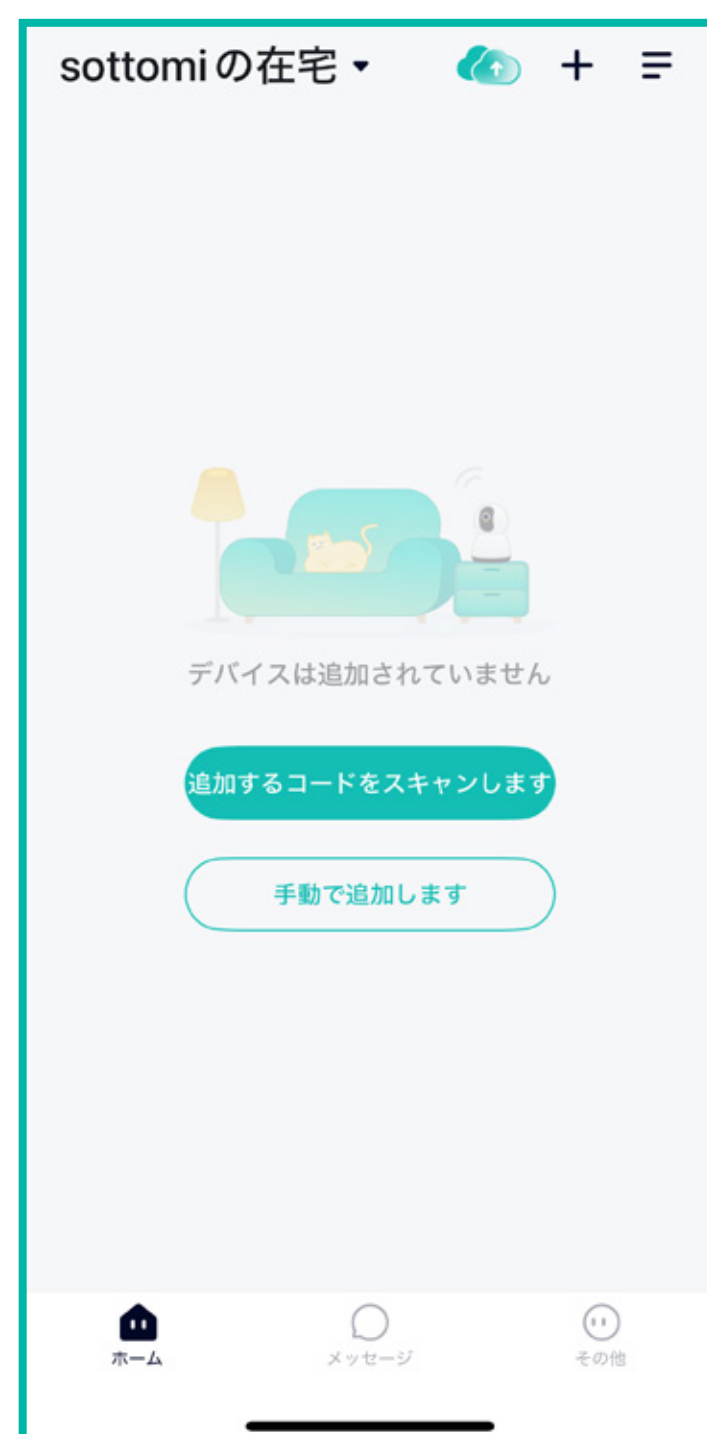 sottomiの在宅
デバイスは追加されていません
追加するコードをスキャンします
手動で追加します
ホーム
メッセージ
その他